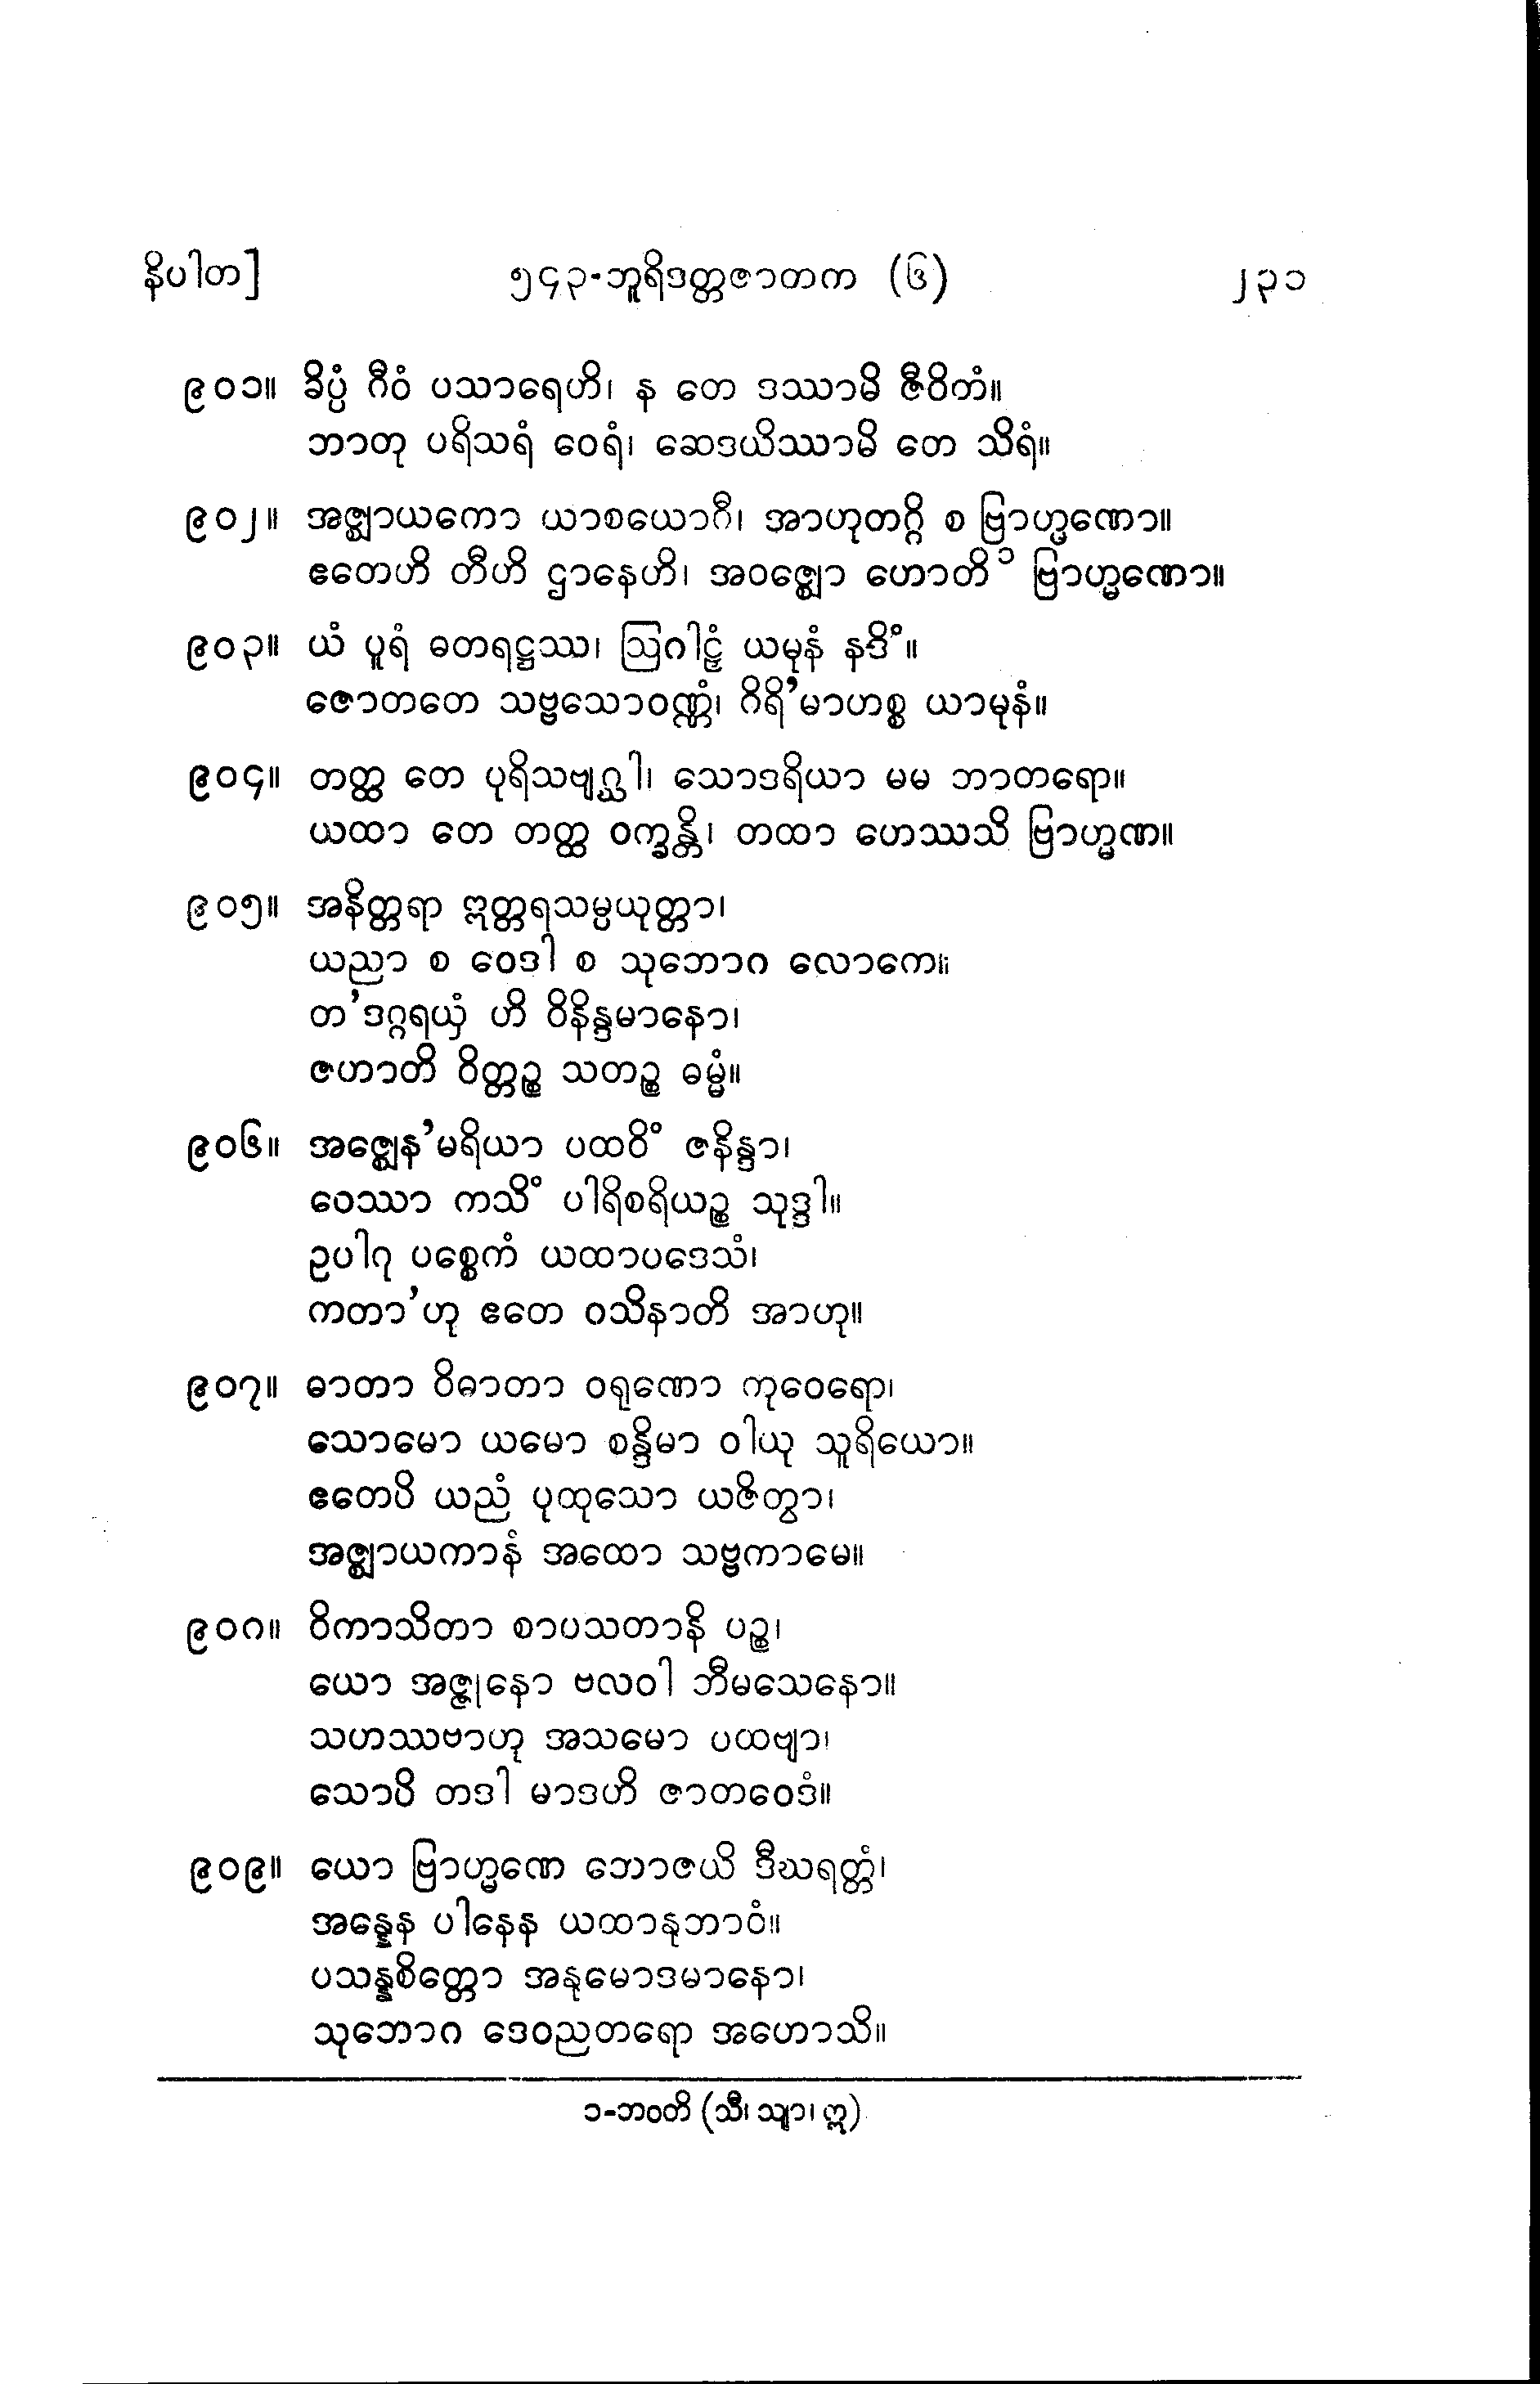 နိပါတ] ၅၄၃-ဘူရိဒတ္တဇာတက (၆) ၂၃၁
၉၀၁။ ခိပ္ပံ ဂီဝံ ပသာရေဟိ၊ န တေ ဒဿာမိ ဇီဝိတံ။
ဘာတု ပရိသရံ ဝေရံ၊ ဆေဒယိဿာမိ တေ သိရံ။
၉၀၂။ အဇ္ဈာယကော ယာစယောဂီ၊ အာဟုတဂ္ဂိ စ ဗြာဟ္မဏော။
ဧတေဟိ တီဟိ ဌာနေဟိ၊ အဝဇ္ဈော ဟောတိ ၁ ဗြာဟ္မဏော။
၉၀၃။ ယံ ပူရံ ဓတရဋ္ဌဿ၊ ဩဂါဠှံ ယမုနံ နဒိံ။
ဇောတတေ သဗ္ဗသောဝဏ္ဏံ၊ ဂိရိ’မာဟစ္စ ယာမုနံ။
၉၀၄။ တတ္ထ တေ ပုရိသဗျဂ္ဃါ၊ သောဒရိယာ မမ ဘာတရော။
ယထာ တေ တတ္ထ ဝက္ခန္တိ၊ တထာ ဟေဿသိ ဗြာဟ္မဏ။
၉၀၅။ အနိတ္တရာ ဣတ္တရသမ္ပယုတ္တာ၊
ယညာ စ ဝေဒါ စ သုဘောဂ လောကေ။
တ’ဒဂ္ဂရယှံ ဟိ ဝိနိန္ဒမာနော၊
ဇဟာတိ ဝိတ္တဉ္စ သတဉ္စ ဓမ္မံ။
၉၀၆။ အဇ္ဈေန’မရိယာ ပထဝိံ ဇနိန္ဒာ၊
ဝေဿာ ကသိံ ပါရိစရိယဉ္စ သုဒ္ဒါ။
ဥပါဂု ပစ္စေကံ ယထာပဒေသံ၊
ကတာ’ဟု ဧတေ ဝသိနာတိ အာဟု။
၉၀၇။ ဓာတာ ဝိဓာတာ ဝရုဏော ကုဝေရော၊
သောမော ယမော စန္ဒိမာ ဝါယု သူရိယော။
ဧတေပိ ယညံ ပုထုသော ယဇိတွာ၊
အဇ္ဈာယကာနံ အထော သဗ္ဗကာမေ။
၉၀၈။ ဝိကာသိတာ စာပသတာနိ ပဉ္စ၊
ယော အဇ္ဇုနော ဗလဝါ ဘီမသေနော။
သဟဿဗာဟု အသမော ပထဗျာ၊
သောပိ တဒါ မာဒဟိ ဇာတဝေဒံ။
၉၀၉။ ယော ဗြာဟ္မဏေ ဘောဇယိ ဒီဃရတ္တံ၊
အန္နေန ပါနေန ယထာနုဘာဝံ။
ပသန္နစိတ္တော အနုမောဒမာနော၊
သုဘောဂ ဒေဝညတရော အဟောသိ။
၁-ဘဝတိ (သီ၊ သျာ၊ ဣ)